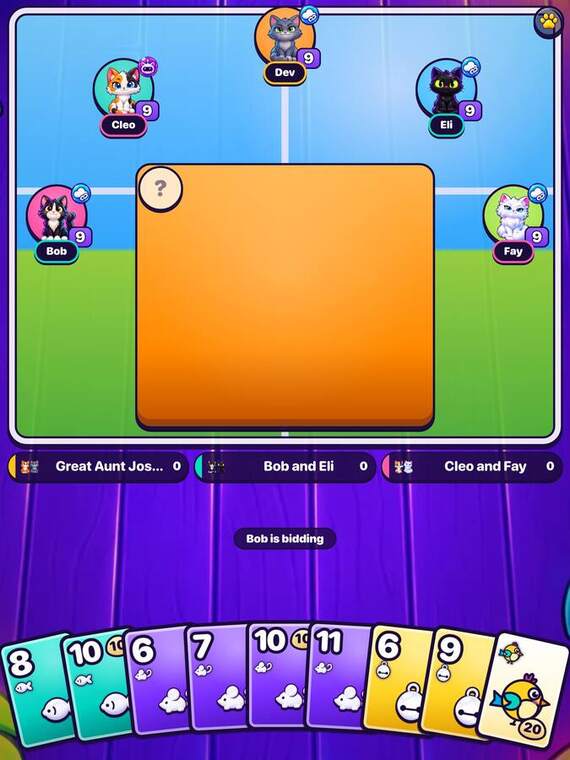 Dev
9
Cleo
9
Eli
9
?
Bob
9
Fay
9
Great Aunt Jos... 0
Bob and Eli 0
Cleo and Fay 0
Bob is bidding
8
10 10
6
7
10 10
11
6
9
20